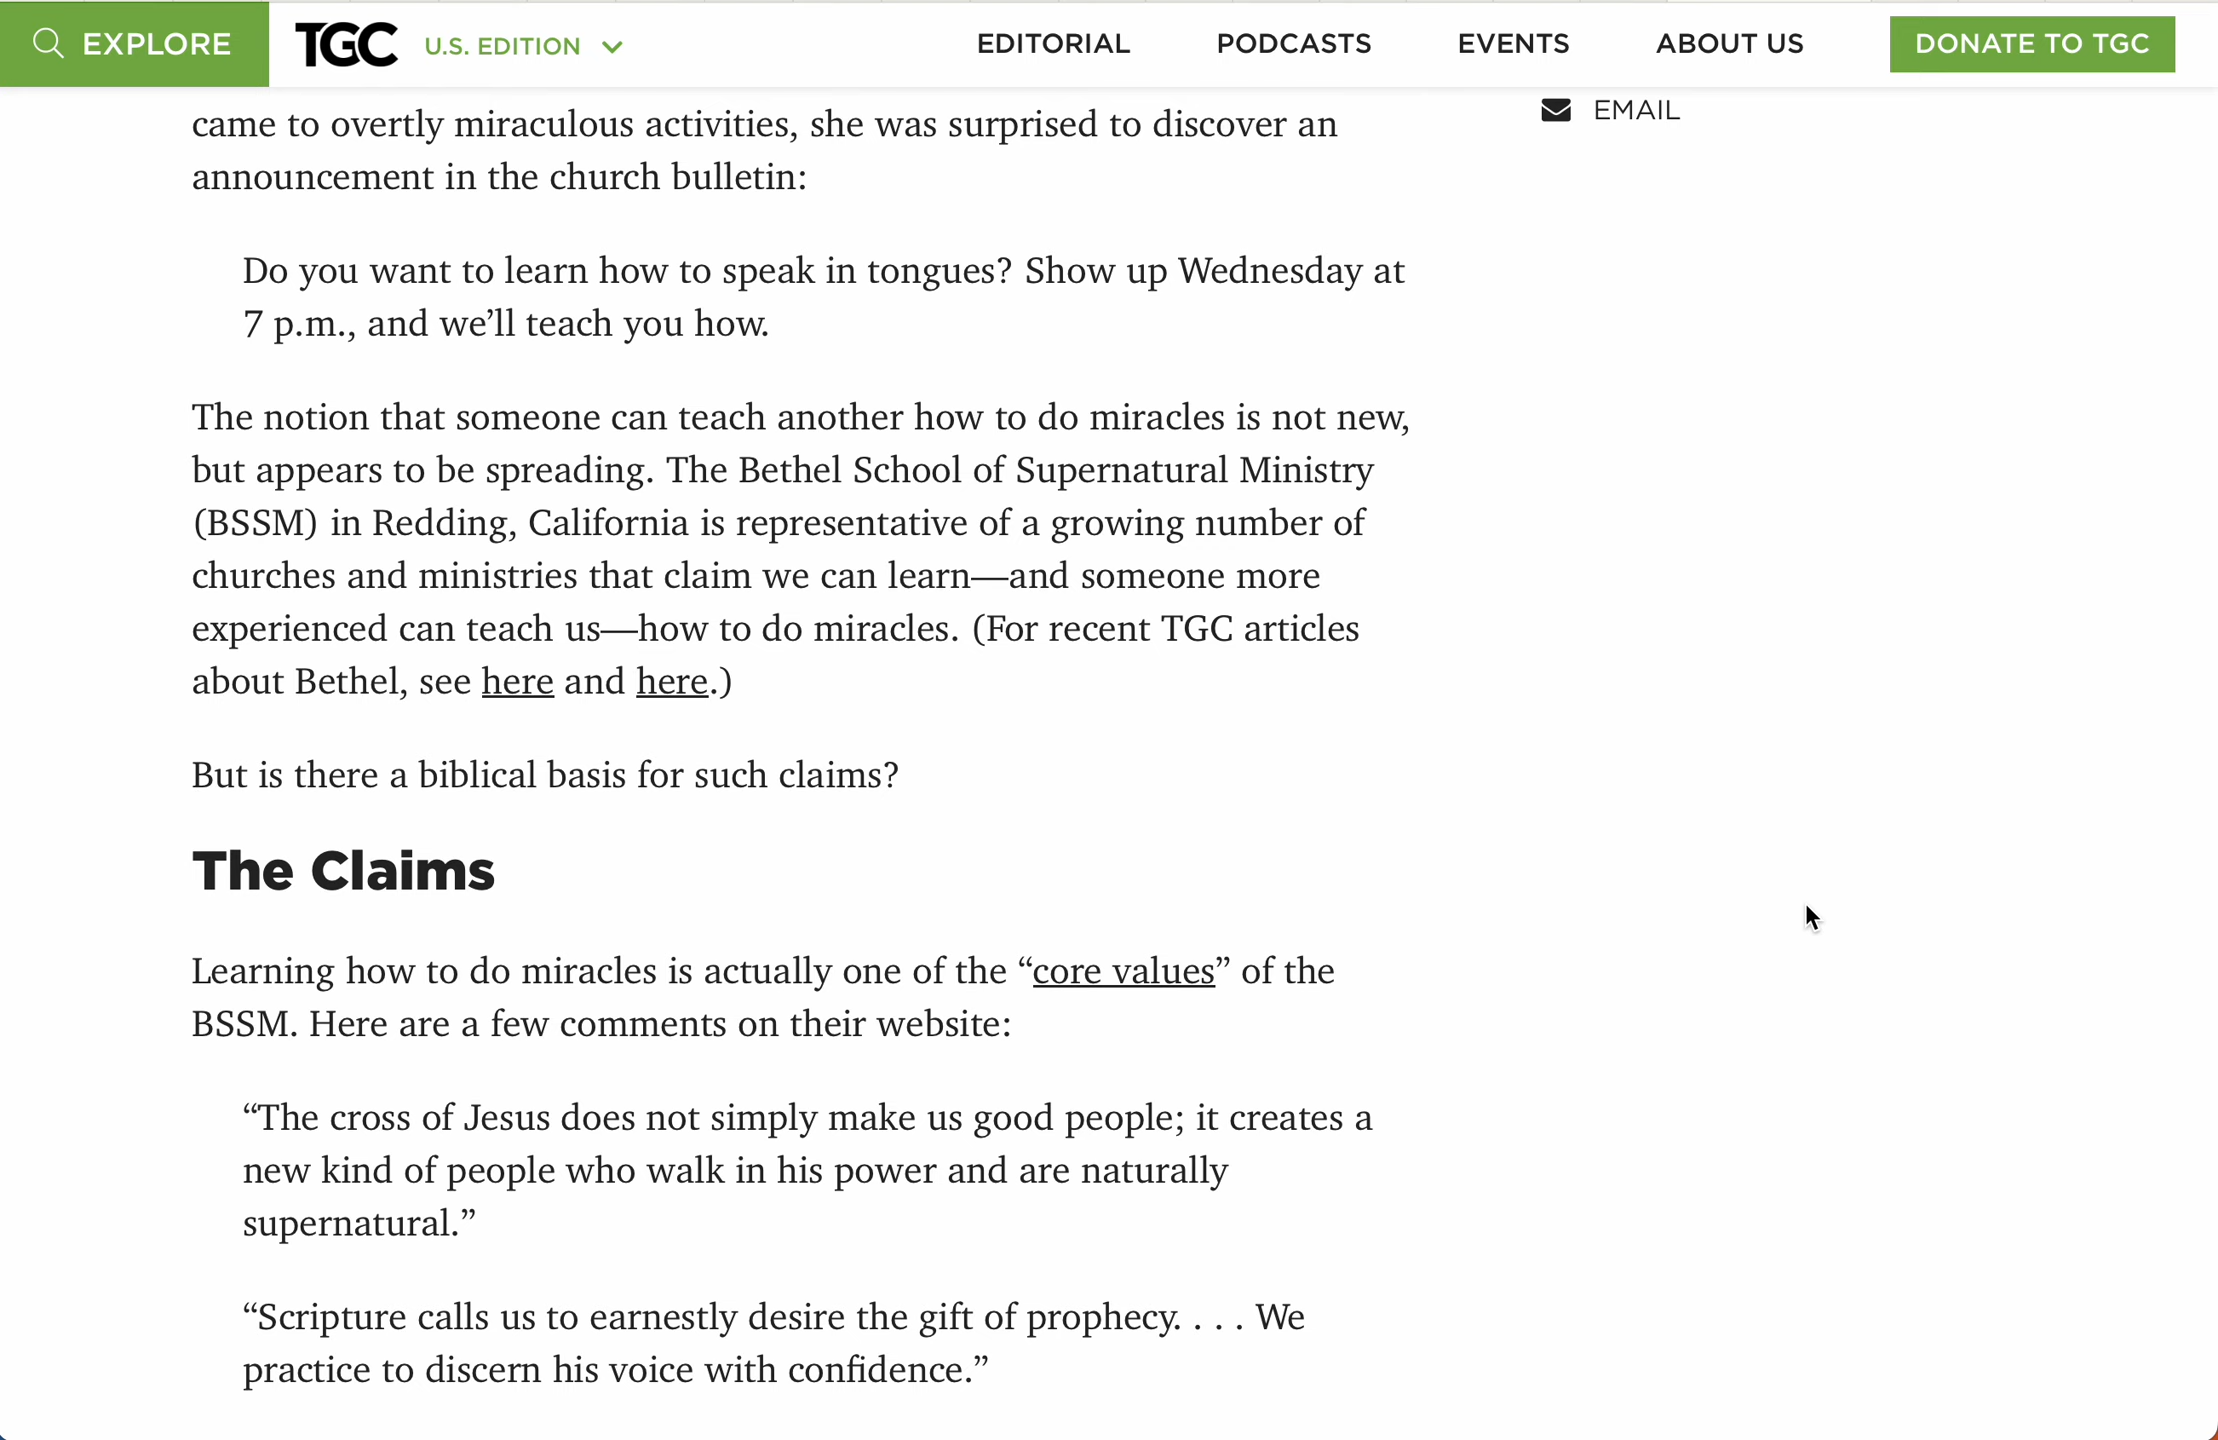 EXPLORE
TGC
U.S. EDITION
EDITORIAL
PODCASTS
EVENTS
ABOUT US
DONATE TO TGC
EMAIL
came to overtly miraculous activities, she was surprised to discover an
announcement in the church bulletin:
Do you want to learn how to speak in tongues? Show up Wednesday at
7 p.m., and we’ll teach you how.
The notion that someone can teach another how to do miracles is not new,
but appears to be spreading. The Bethel School of Supernatural Ministry
(BSSM) in Redding, California is representative of a growing number of
churches and ministries that claim we can learn—and someone more
experienced can teach us—how to do miracles. (For recent TGC articles
about Bethel, see here and here.)
But is there a biblical basis for such claims?
The Claims
Learning how to do miracles is actually one of the “core values” of the
BSSM. Here are a few comments on their website:
“The cross of Jesus does not simply make us good people; it creates a
new kind of people who walk in his power and are naturally
supernatural.”
“Scripture calls us to earnestly desire the gift of prophecy. . . . We
practice to discern his voice with confidence.”